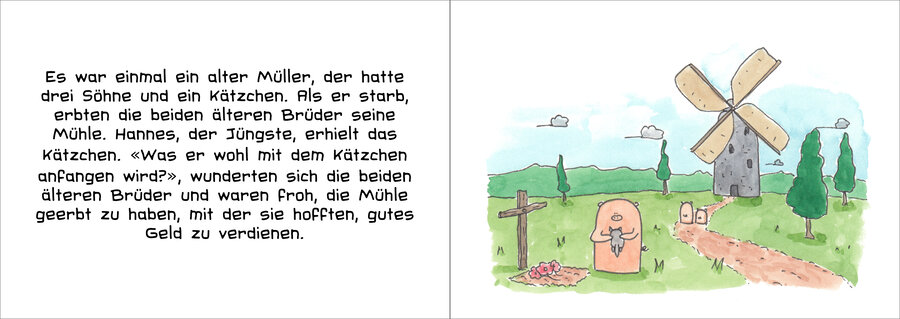 Es war einmal ein alter Müller, der hatte
drei Söhne und ein Kätzchen. Als er starb,
erbten die beiden älteren Brüder seine
Mühle. Hannes, der Jüngste, erhielt das
Kätzchen. «Was er wohl mit dem Kätzchen
anfangen wird?», wunderten sich die beiden
älteren Brüder und waren froh, die Mühle
geerbt zu haben, mit der sie hofften, gutes
Geld zu verdienen.